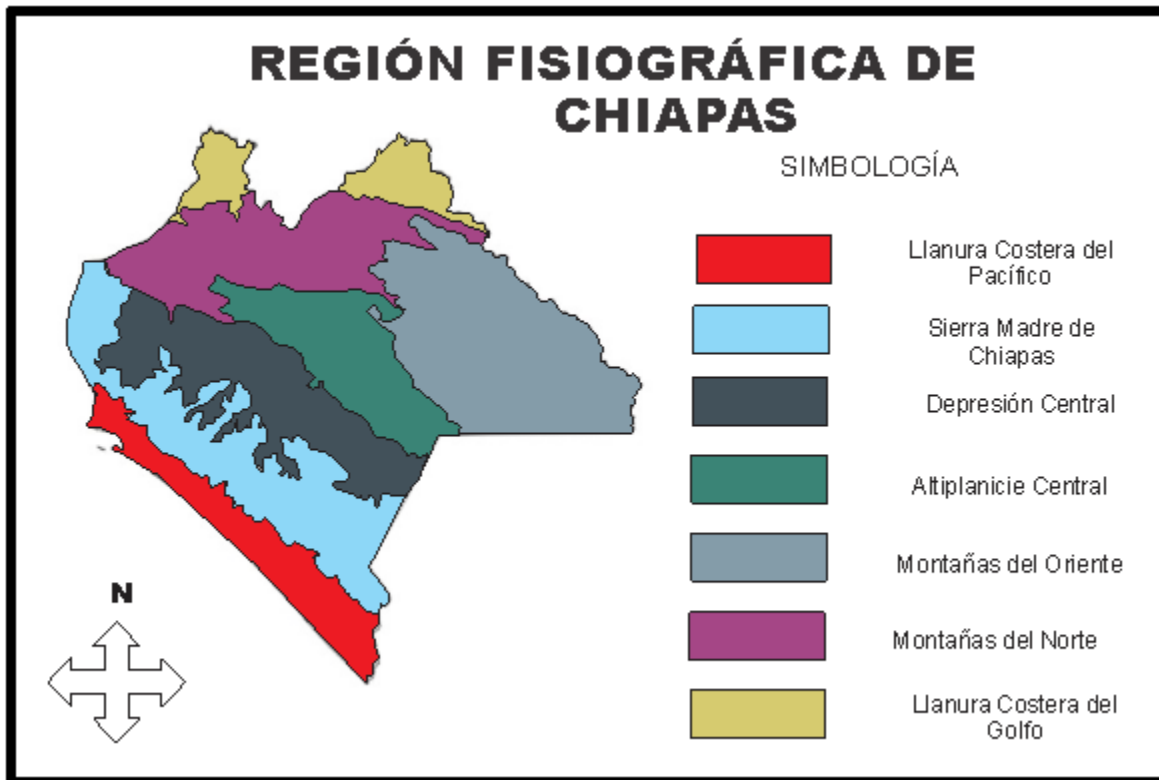 REGIÓN FISIOGRÁFICA DE
CHIAPAS
SIMBOLOGÍA
Llanura Costera del
Pacífico
Sierra Madre de
Chiapas
Depresión Central
Altiplanicie Central
Montañas del Oriente
Montañas del Norte
Llanura Costera del
Golfo
N